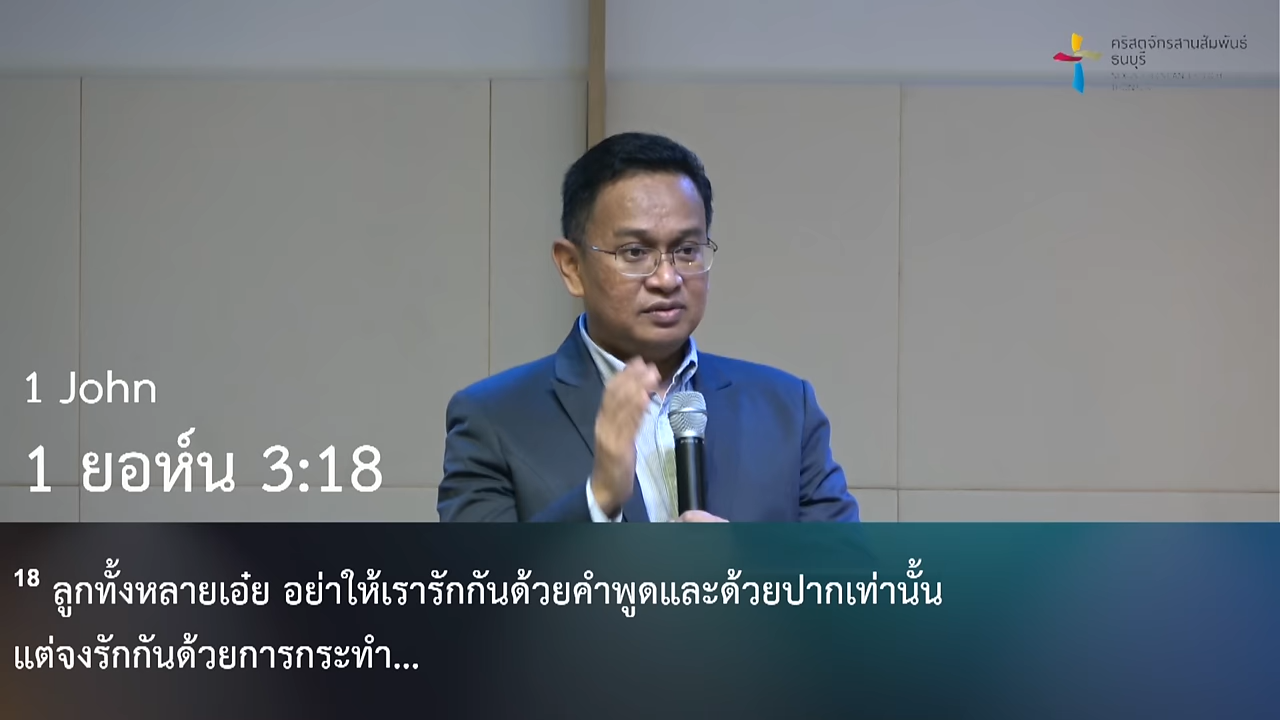 คริสตจักรสานสัมพันธ์
ธนบุรี
1 John
1 ยอห์น 3:18
18 ลูกทั้งหลายเอ๋ย อย่าให้เรารักกันด้วยคำพูดและด้วยปากเท่านั้น
แต่จงรักกันด้วยการกระทำ...